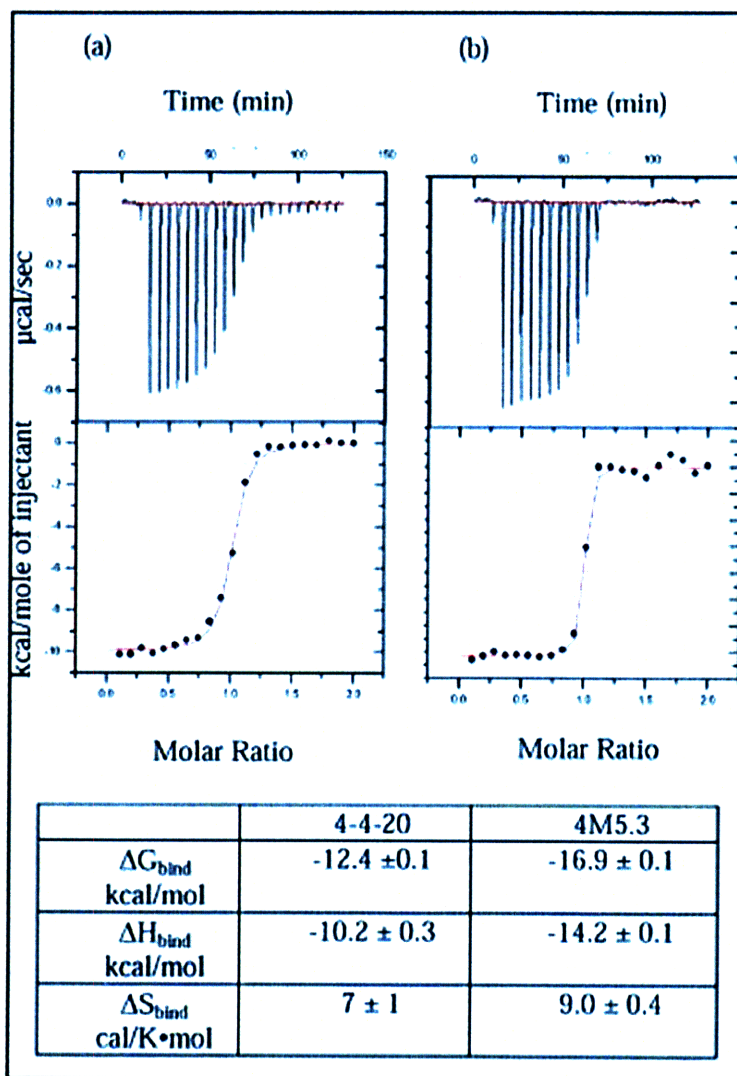 (a)
(b)
Time (min)
Time (min)
0 50 100 150
0 50 100
µcal/sec
0.0
-0.2
-0.4
-0.6
kcal/mole of injectant
0
-2
-4
-6
-8
-10
0.0 0.5 1.0 1.5 2.0
0.0 0.5 1.0 1.5 2.0
Molar Ratio
Molar Ratio
4-4-20 4M5.3
ΔGbind kcal/mol -12.4 ±0.1 -16.9 ± 0.1
ΔHbind kcal/mol -10.2 ± 0.3 -14.2 ± 0.1
ΔSbind cal/K•mol 7 ± 1 9.0 ± 0.4